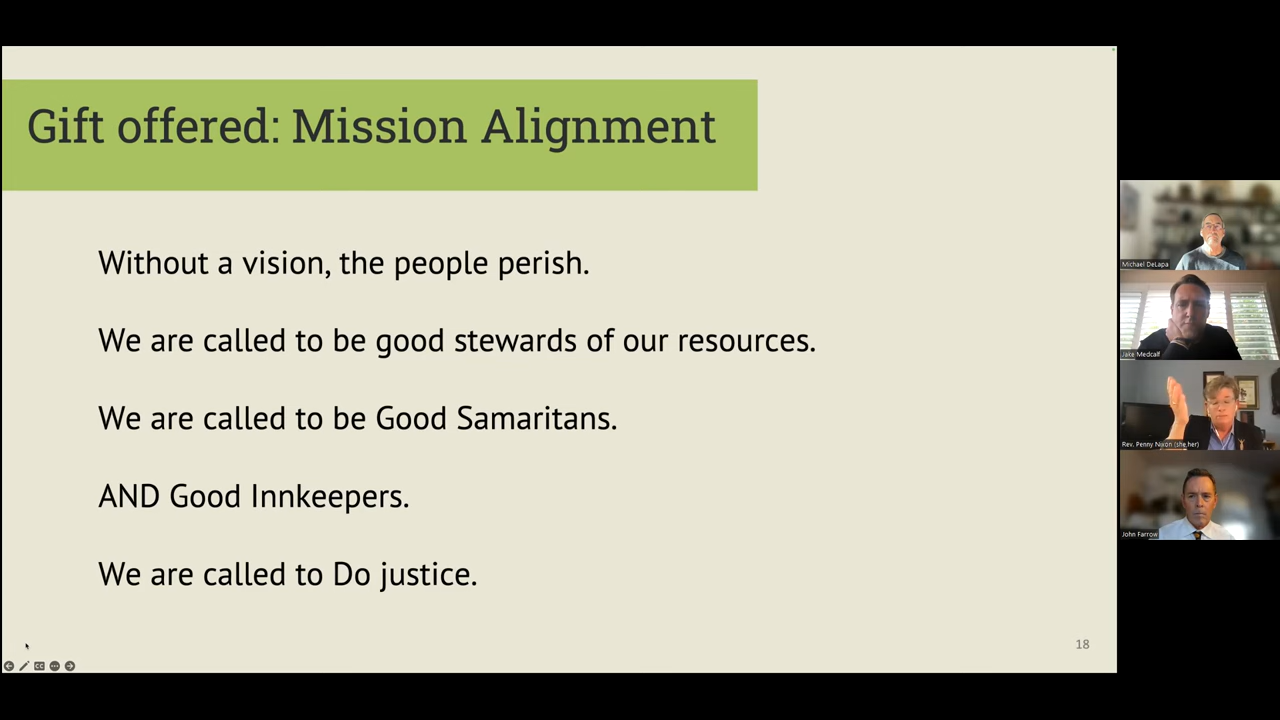 Gift offered: Mission Alignment
Without a vision, the people perish.
We are called to be good stewards of our resources.
We are called to be Good Samaritans.
AND Good Innkeepers.
We are called to Do justice.
18
Michael DeLapa
Jake Medcalf
Rev. Penny Nixon (she,her)
John Farrow
CC